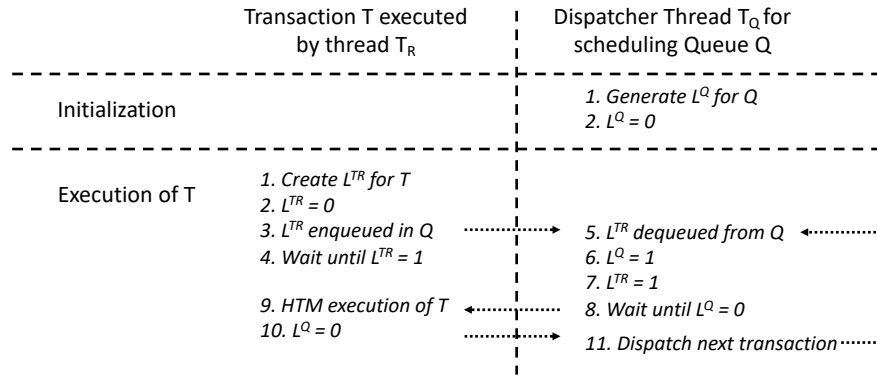 Transaction T executed
by thread T_R
Dispatcher Thread T_Q for
scheduling Queue Q
Initialization
1. Generate L^Q for Q
2. L^Q = 0
Execution of T
1. Create L^TR for T
2. L^TR = 0
3. L^TR enqueued in Q
4. Wait until L^TR = 1
5. L^TR dequeued from Q
6. L^Q = 1
7. L^TR = 1
8. Wait until L^Q = 0
9. HTM execution of T
10. L^Q = 0
11. Dispatch next transaction